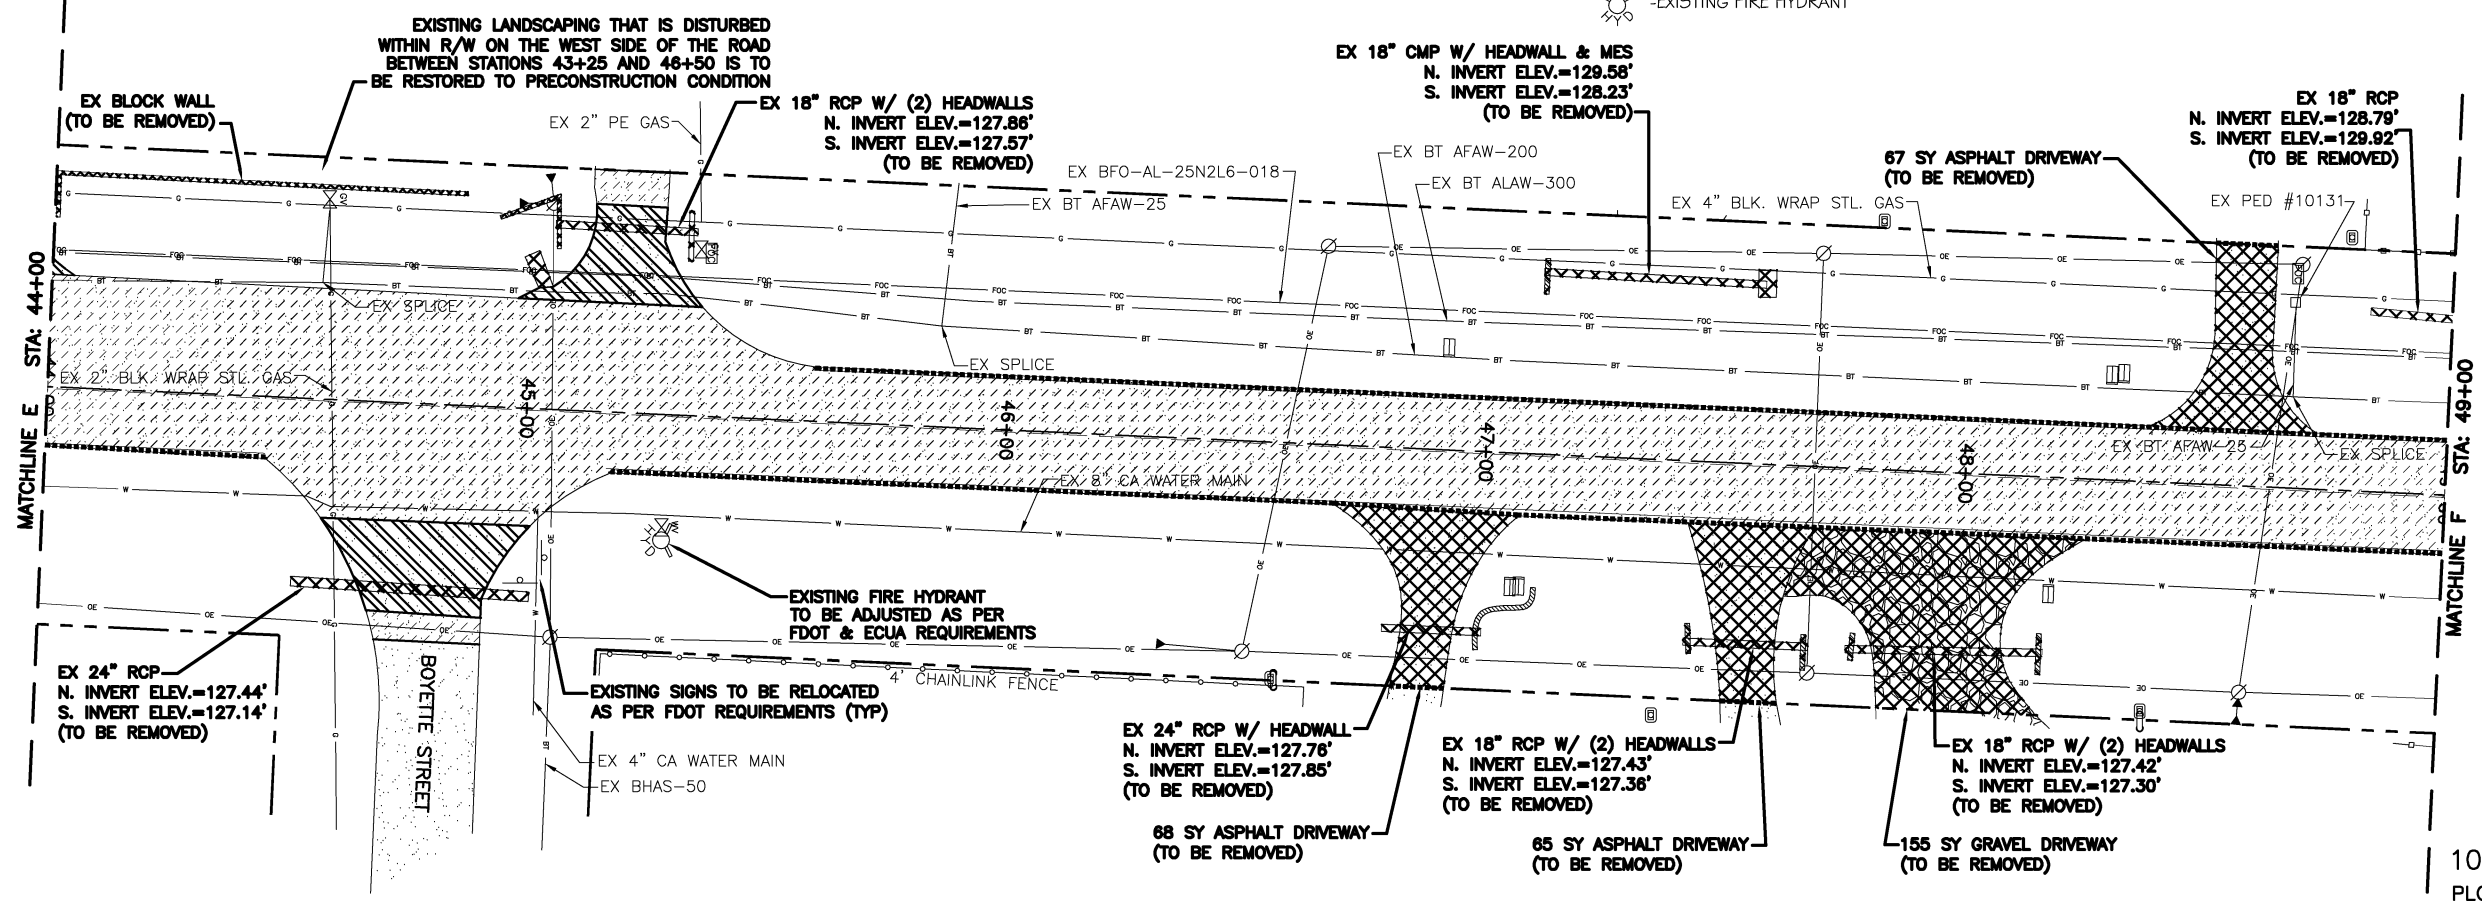 -EXISTING FIRE HYDRANT
HYD
EXISTING LANDSCAPING THAT IS DISTURBED
WITHIN R/W ON THE WEST SIDE OF THE ROAD
BETWEEN STATIONS 43+25 AND 46+50 IS TO
BE RESTORED TO PRECONSTRUCTION CONDITION
EX BLOCK WALL
(TO BE REMOVED)
EX 2" PE GAS
EX 18" RCP W/ (2) HEADWALLS
N. INVERT ELEV.=127.86'
S. INVERT ELEV.=127.57'
(TO BE REMOVED)
EX 18" CMP W/ HEADWALL & MES
N. INVERT ELEV.=129.58'
S. INVERT ELEV.=128.23'
(TO BE REMOVED)
EX 18" RCP
N. INVERT ELEV.=128.79'
S. INVERT ELEV.=129.92'
(TO BE REMOVED)
EX BFO-AL-25N2L6-018
EX BT AFAW-200
EX BT ALAW-300
EX BT AFAW-25
67 SY ASPHALT DRIVEWAY
(TO BE REMOVED)
EX 4" BLK. WRAP STL. GAS
EX PED #10131
GV
EX SPLICE
EX SPLICE
EX 2" BLK. WRAP STL. GAS
MATCHLINE E STA: 44+00
45+00
46+00
47+00
48+00
EX BT AFAW-25
EX SPLICE
MATCHLINE F STA: 49+00
EX 8" CA WATER MAIN
HYD
WV
EXISTING FIRE HYDRANT
TO BE ADJUSTED AS PER
FDOT & ECUA REQUIREMENTS
EX 24" RCP
N. INVERT ELEV.=127.44'
S. INVERT ELEV.=127.14'
(TO BE REMOVED)
BOYETTE STREET
EXISTING SIGNS TO BE RELOCATED
AS PER FDOT REQUIREMENTS (TYP)
4' CHAINLINK FENCE
EX 4" CA WATER MAIN
EX BHAS-50
EX 24" RCP W/ HEADWALL
N. INVERT ELEV.=127.76'
S. INVERT ELEV.=127.85'
(TO BE REMOVED)
EX 18" RCP W/ (2) HEADWALLS
N. INVERT ELEV.=127.43'
S. INVERT ELEV.=127.36'
(TO BE REMOVED)
EX 18" RCP W/ (2) HEADWALLS
N. INVERT ELEV.=127.42'
S. INVERT ELEV.=127.30'
(TO BE REMOVED)
68 SY ASPHALT DRIVEWAY
(TO BE REMOVED)
65 SY ASPHALT DRIVEWAY
(TO BE REMOVED)
155 SY GRAVEL DRIVEWAY
(TO BE REMOVED)
10
PLO